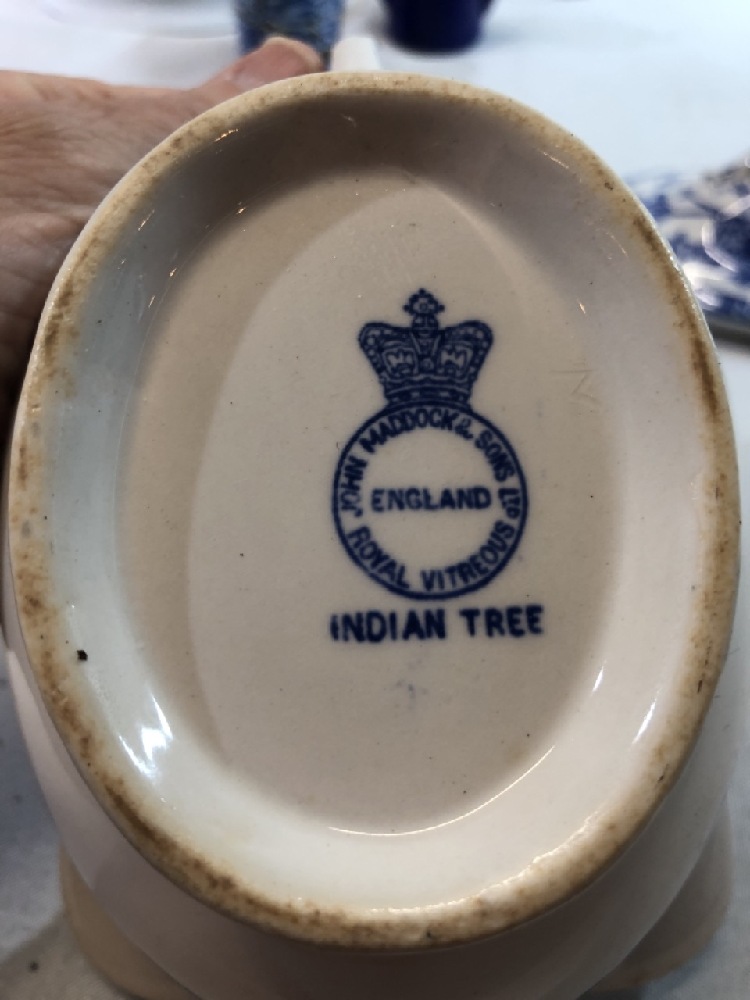 JOHN MADDOCK & SONS LTD
ENGLAND
ROYAL VITREOUS
INDIAN TREE